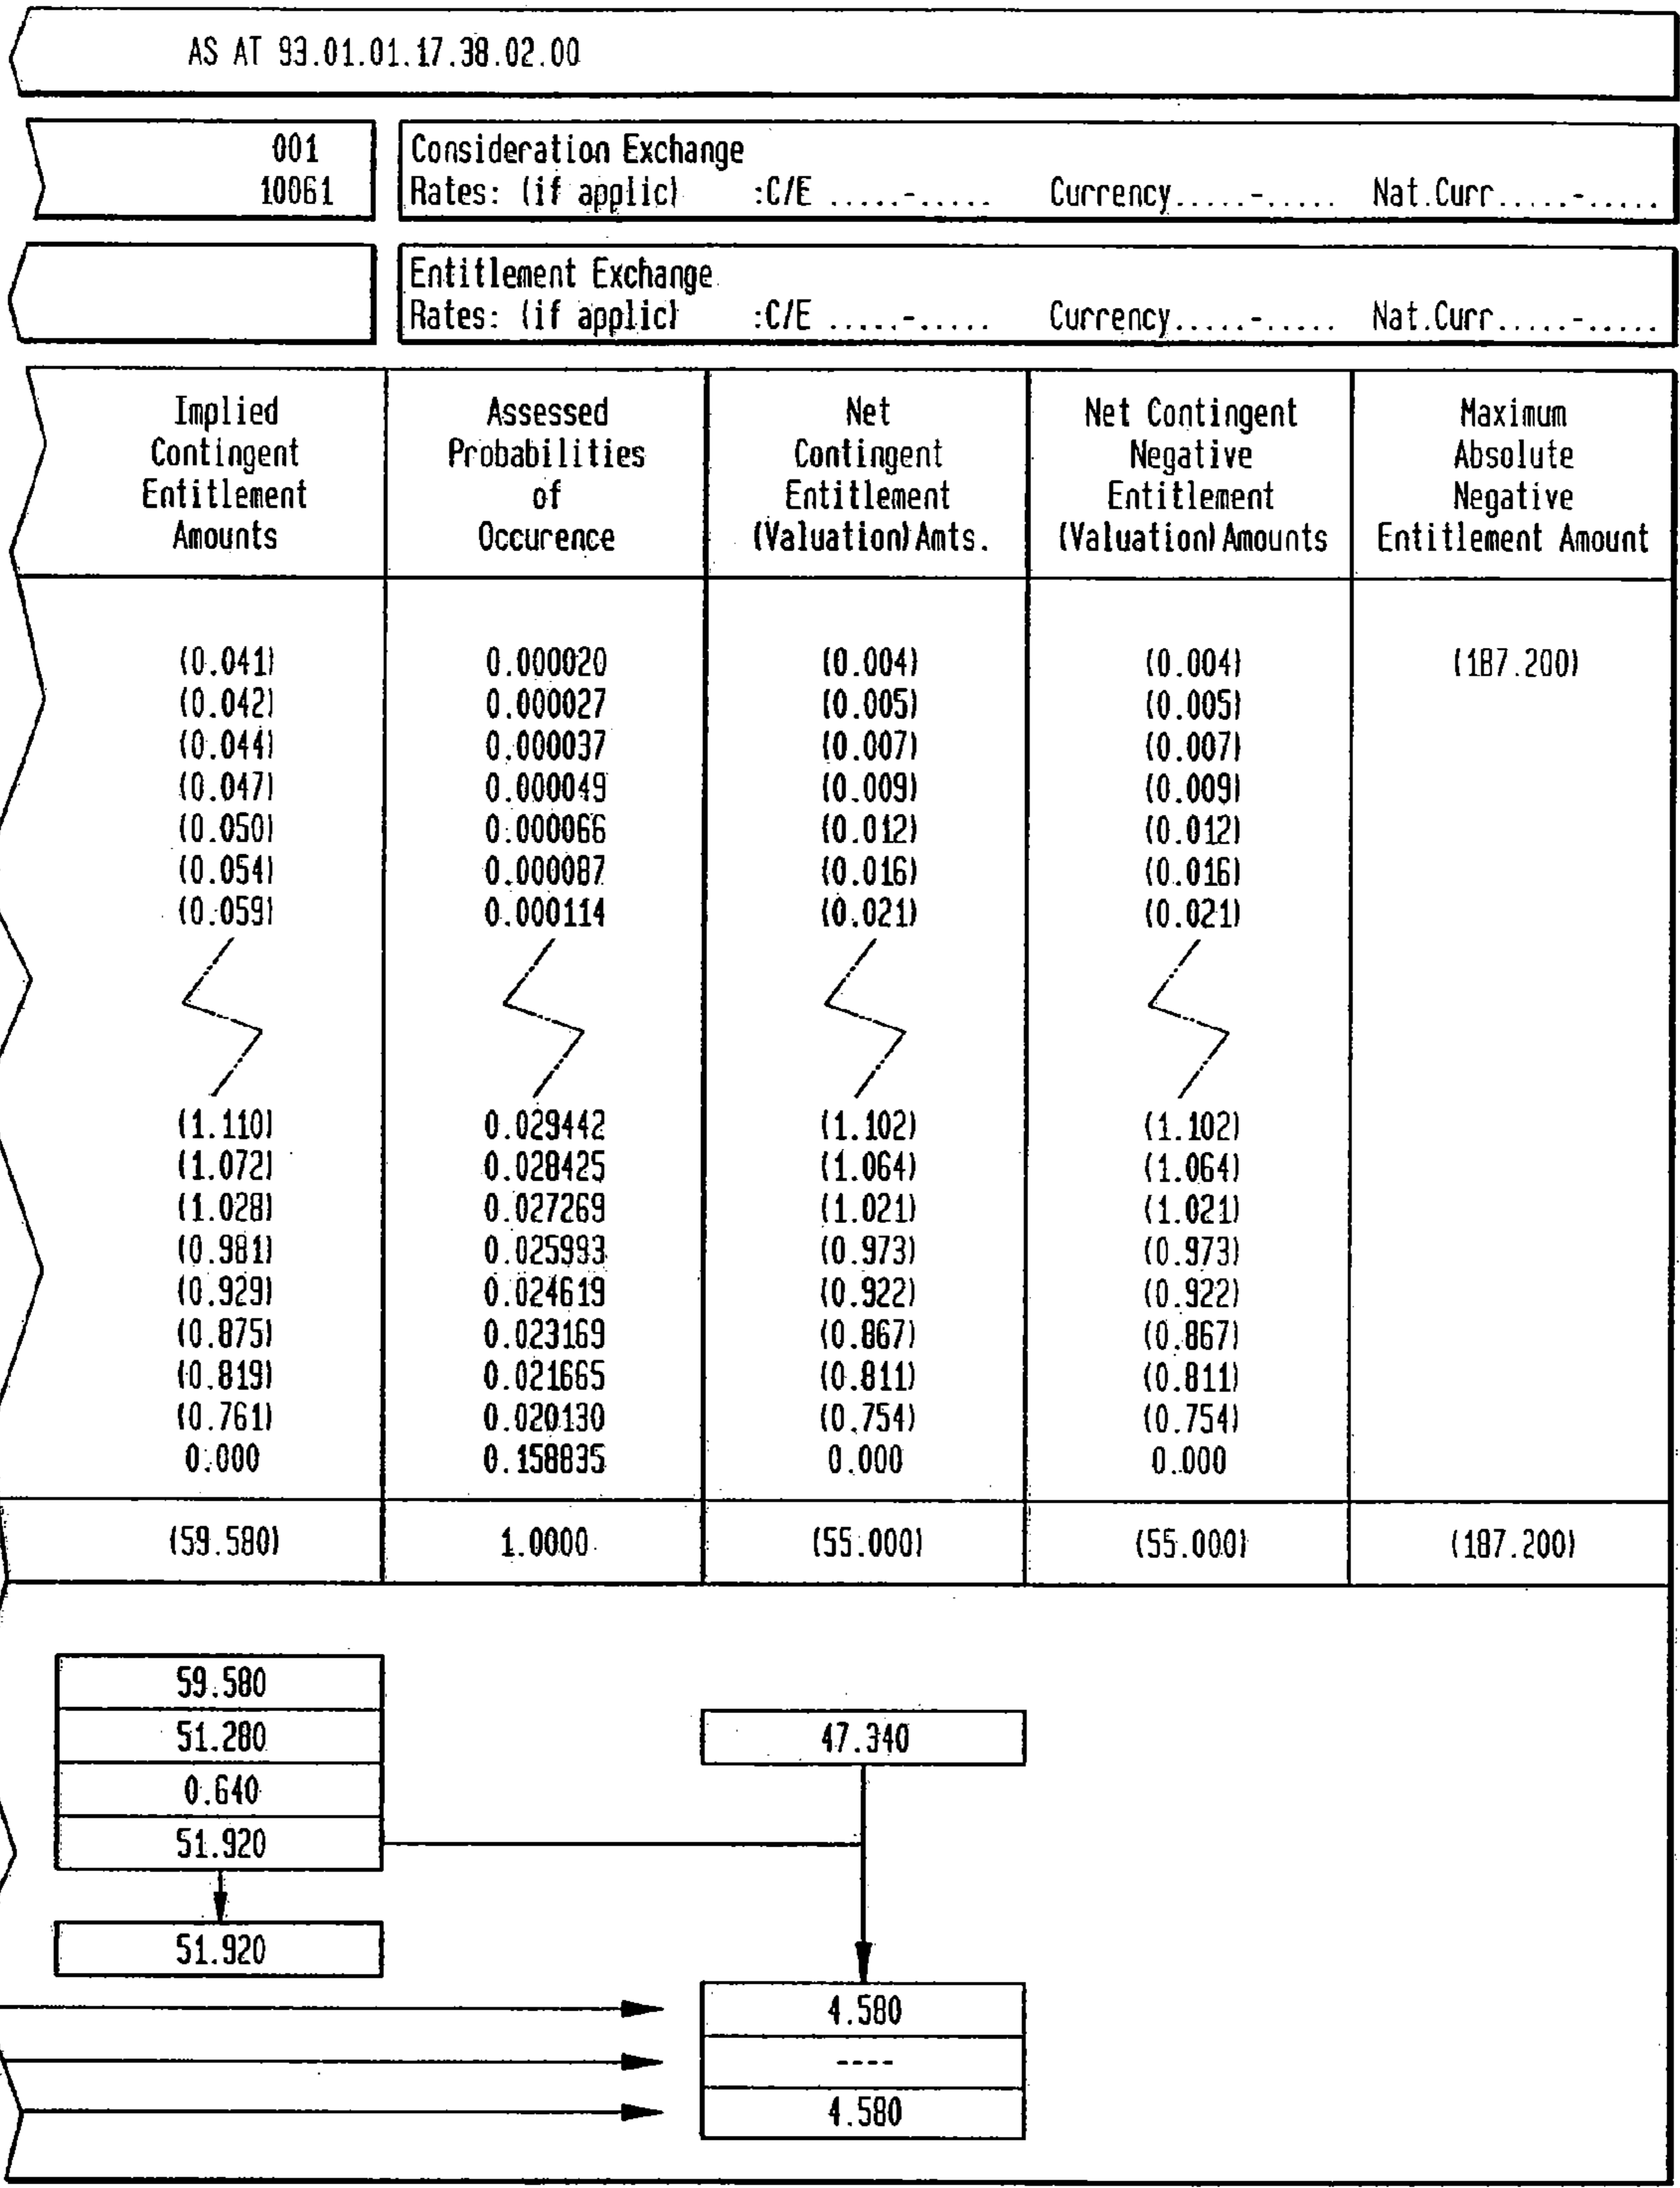 AS AT 93.01.01.17.38.02.00
001
10061
Consideration Exchange
Rates: (if applic) :C/E .....-..... Currency.....-..... Nat.Curr.....-.....
Entitlement Exchange
Rates: (if applic) :C/E .....-..... Currency.....-..... Nat.Curr.....-.....
Implied
Contingent
Entitlement
Amounts
Assessed
Probabilities
of
Occurence
Net
Contingent
Entitlement
(Valuation) Amts.
Net Contingent
Negative
Entitlement
(Valuation) Amounts
Maximum
Absolute
Negative
Entitlement Amount
(0.041) 0.000020 (0.004) (0.004) (187.200)
(0.042) 0.000027 (0.005) (0.005)
(0.044) 0.000037 (0.007) (0.007)
(0.047) 0.000049 (0.009) (0.009)
(0.050) 0.000066 (0.012) (0.012)
(0.054) 0.000087 (0.016) (0.016)
(0.059) 0.000114 (0.021) (0.021)
(1.110) 0.029442 (1.102) (1.102)
(1.072) 0.028425 (1.064) (1.064)
(1.028) 0.027269 (1.021) (1.021)
(0.981) 0.025993 (0.973) (0.973)
(0.929) 0.024619 (0.922) (0.922)
(0.875) 0.023169 (0.867) (0.867)
(0.819) 0.021665 (0.811) (0.811)
(0.761) 0.020130 (0.754) (0.754)
0.000 0.158835 0.000 0.000
(59.580) 1.0000 (55.000) (55.000) (187.200)
59.580
51.280 47.340
0.640
51.920
51.920
4.580
----
4.580